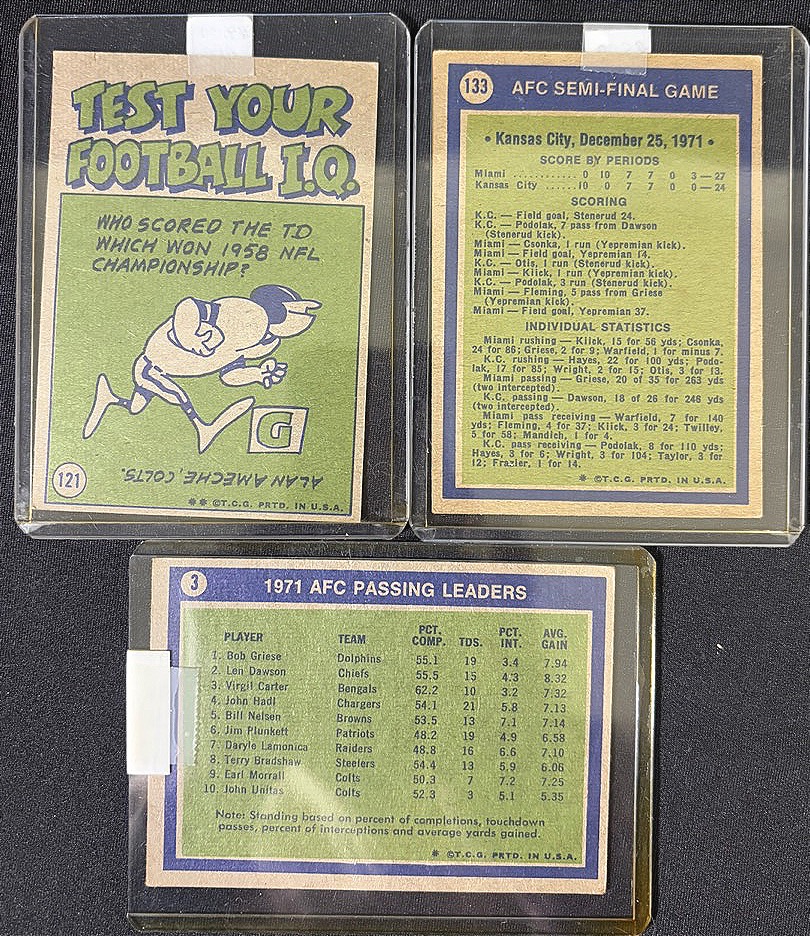 TEST YOUR
FOOTBALL I.Q.
WHO SCORED THE TD
WHICH WON 1958 NFL
CHAMPIONSHIP?
G
ALAN AMECHE, COLTS.
121
** ©T.C.G. PRTD. IN U.S.A.
133 AFC SEMI-FINAL GAME
• Kansas City, December 25, 1971 •
SCORE BY PERIODS
Miami ............ 0 10 7 7 0 3—27
Kansas City ......10 0 7 7 0 0—24
SCORING
K.C. — Field goal, Stenerud 24.
K.C. — Podolak, 7 pass from Dawson
(Stenerud kick).
Miami — Csonka, 1 run (Yepremian kick).
Miami — Field goal, Yepremian 14.
K.C. — Otis, 1 run (Stenerud kick).
Miami — Kiick, 1 run (Yepremian kick).
K.C. — Podolak, 3 run (Stenerud kick).
Miami — Fleming, 5 pass from Griese
(Yepremian kick).
Miami — Field goal, Yepremian 37.
INDIVIDUAL STATISTICS
Miami rushing — Kiick, 15 for 56 yds; Csonka,
24 for 86; Griese, 2 for 9; Warfield, 1 for minus 7.
K.C. rushing — Hayes, 22 for 100 yds; Podo-
lak, 17 for 85; Wright, 2 for 15; Otis, 3 for 13.
Miami passing — Griese, 20 of 35 for 263 yds
(two intercepted).
K.C. passing — Dawson, 18 of 26 for 246 yds
(two intercepted).
Miami pass receiving — Warfield, 7 for 140
yds; Fleming, 4 for 37; Kiick, 3 for 24; Twilley,
5 for 58; Mandich, 1 for 4.
K.C. pass receiving — Podolak, 8 for 110 yds;
Hayes, 3 for 6; Wright, 3 for 104; Taylor, 3 for
12; Frazier, 1 for 14.
* ©T.C.G. PRTD. IN U.S.A.
3 1971 AFC PASSING LEADERS
PLAYER TEAM PCT. COMP. TDS. PCT. INT. AVG. GAIN
1. Bob Griese Dolphins 55.1 19 3.4 7.94
2. Len Dawson Chiefs 55.5 15 4.3 8.32
3. Virgil Carter Bengals 62.2 10 3.2 7.32
4. John Hadl Chargers 54.1 21 5.8 7.13
5. Bill Nelsen Browns 53.5 13 7.1 7.14
6. Jim Plunkett Patriots 48.2 19 4.9 6.58
7. Daryle Lamonica Raiders 48.8 16 6.6 7.10
8. Terry Bradshaw Steelers 54.4 13 5.9 6.06
9. Earl Morrall Colts 50.3 7 7.2 7.25
10. John Unitas Colts 52.3 3 5.1 5.35
Note: Standing based on percent of completions, touchdown
passes, percent of interceptions and average yards gained.
* ©T.C.G. PRTD. IN U.S.A.